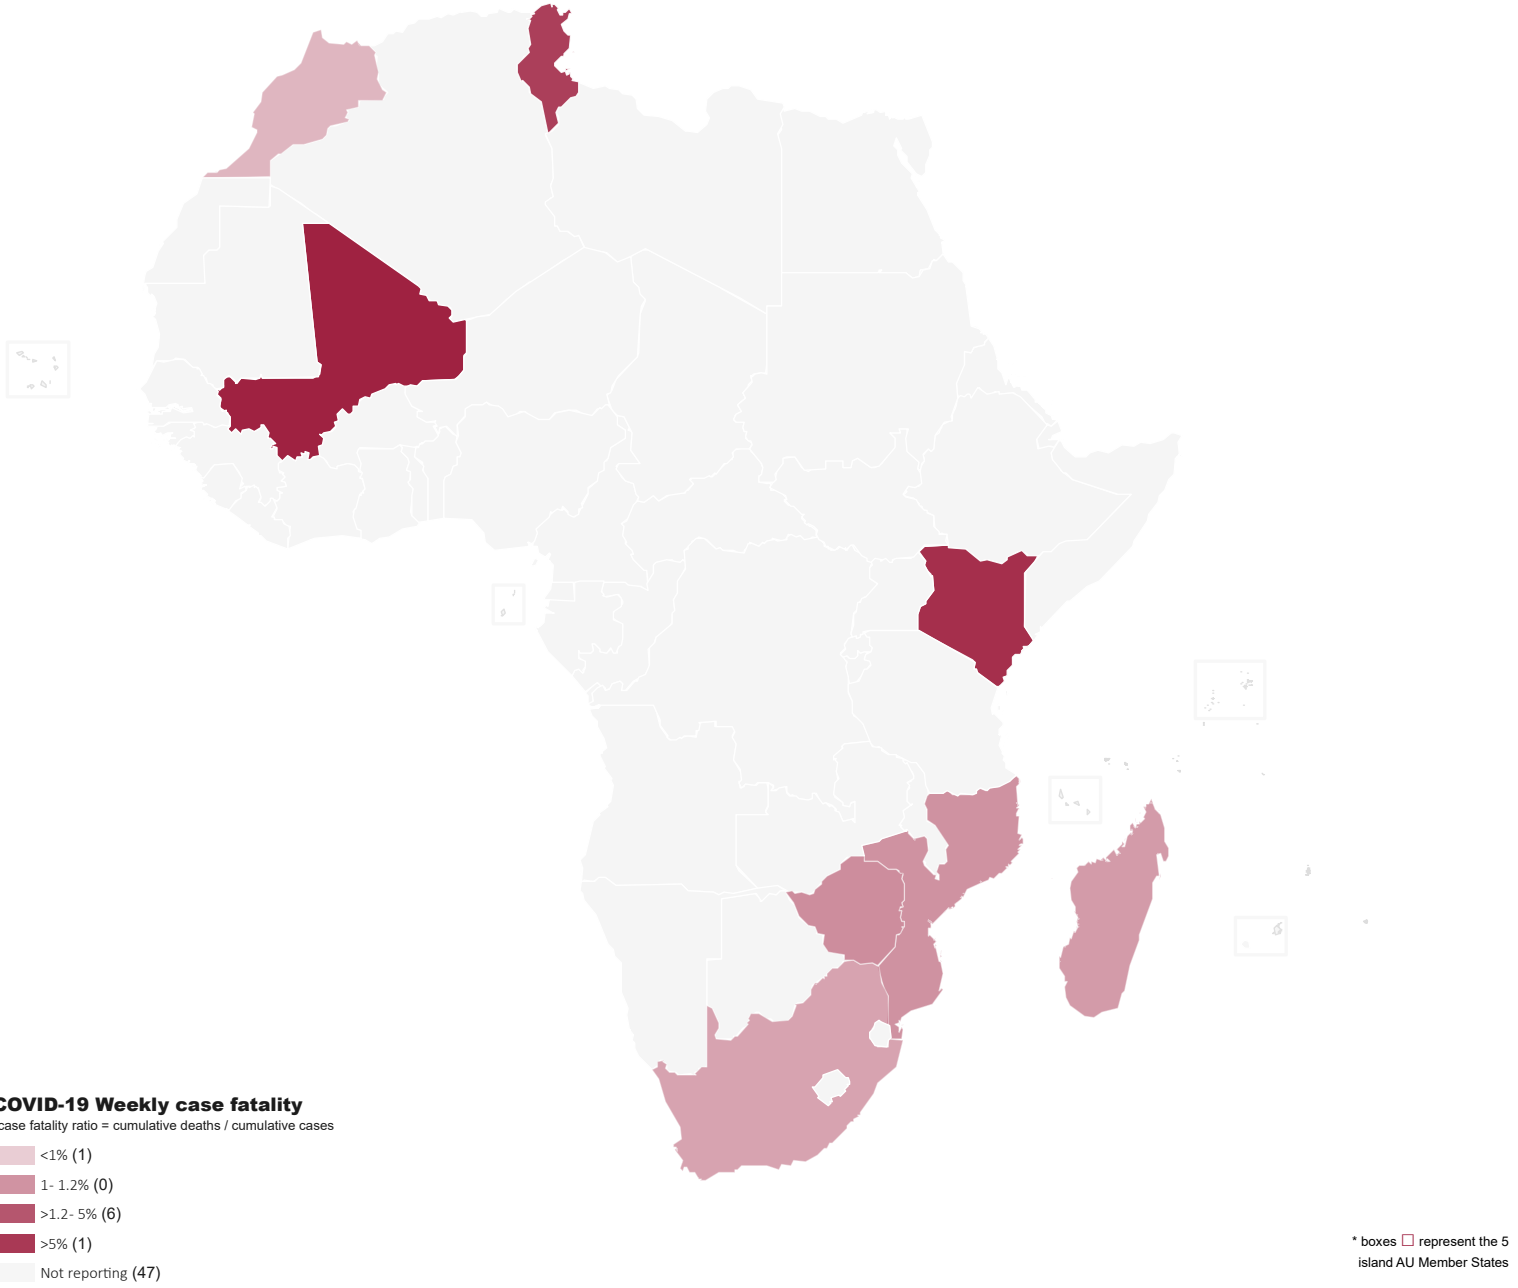 COVID-19 Weekly case fatality
case fatality ratio = cumulative deaths / cumulative cases
<1% (1)
1- 1.2% (0)
>1.2- 5% (6)
>5% (1)
Not reporting (47)
* boxes represent the 5
island AU Member States